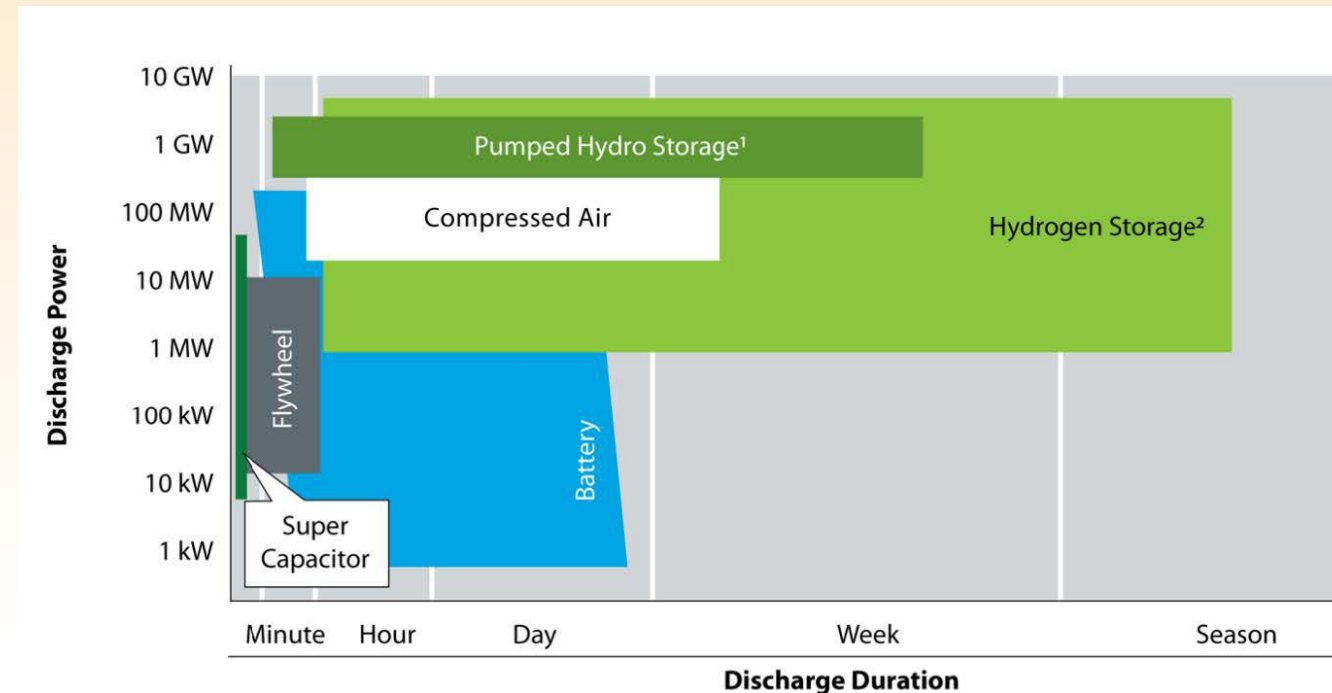 10 GW
1 GW
100 MW
10 MW
1 MW
100 kW
10 kW
1 kW
Discharge Power
Pumped Hydro Storage¹
Compressed Air
Hydrogen Storage²
Flywheel
Battery
Super
Capacitor
Minute Hour Day Week Season
Discharge Duration